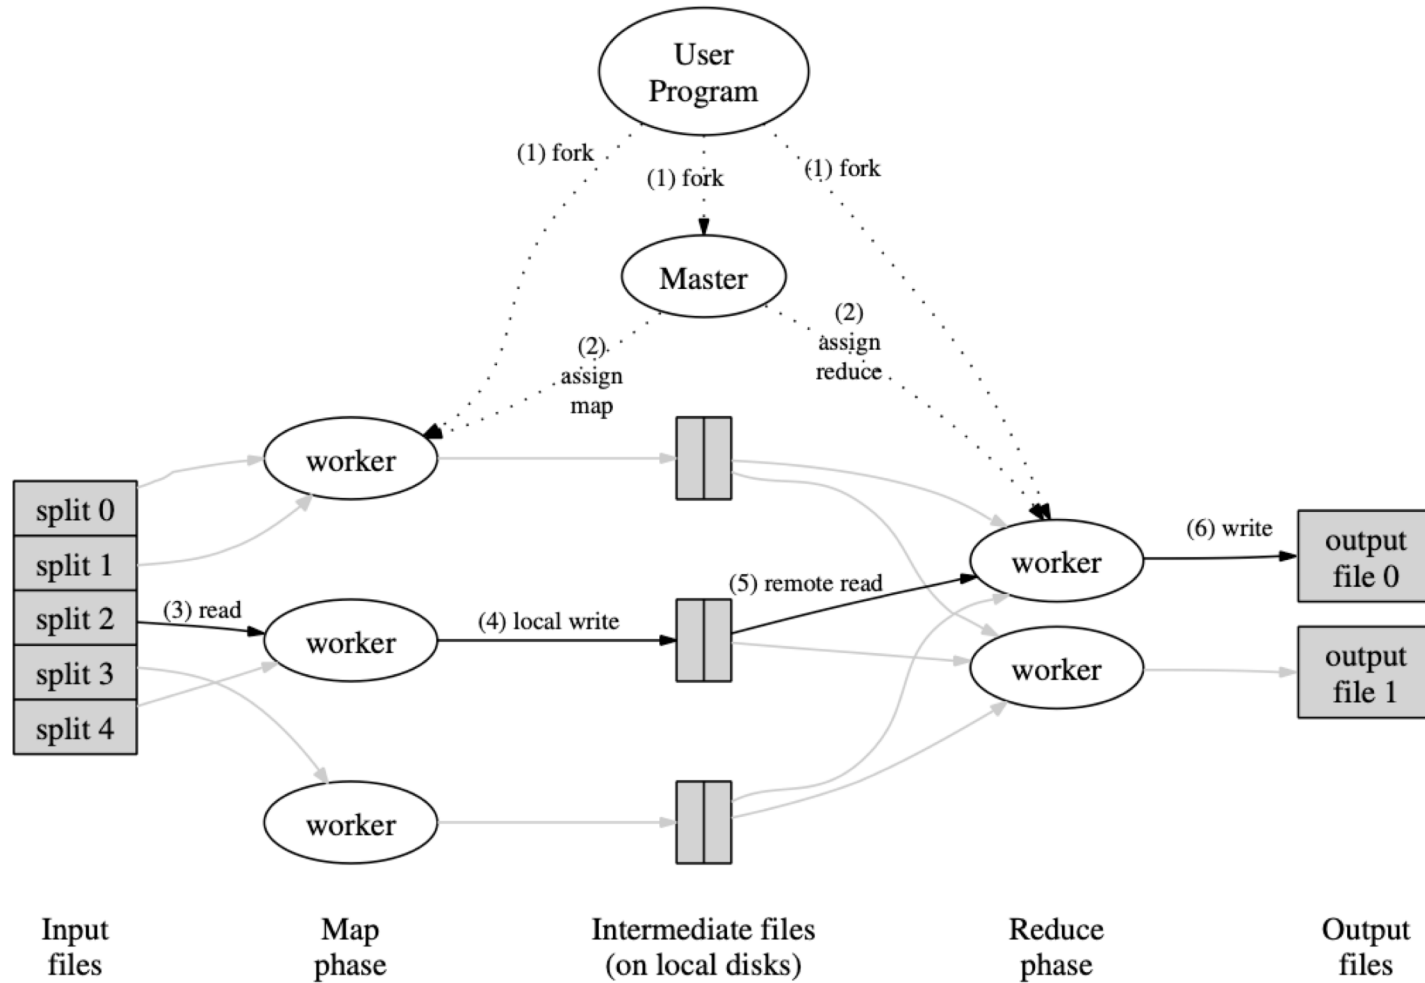 User
Program
(1) fork
(1) fork
(1) fork
Master
(2)
assign
map
(2)
assign
reduce
worker
split 0
split 1
split 2
split 3
split 4
(3) read
worker
(4) local write
(5) remote read
worker
(6) write
output
file 0
worker
output
file 1
worker
Input
files
Map
phase
Intermediate files
(on local disks)
Reduce
phase
Output
files